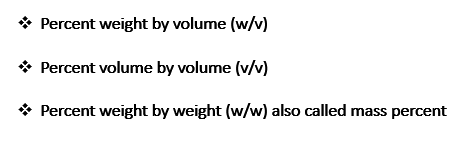 ❖ Percent weight by volume (w/v)
❖ Percent volume by volume (v/v)
❖ Percent weight by weight (w/w) also called mass percent